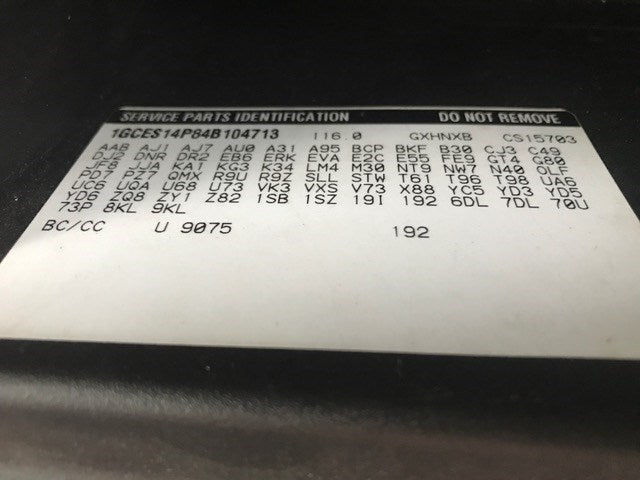 SERVICE PARTS IDENTIFICATION DO NOT REMOVE
1GCES14P84B104713 116.0 GXHNXB CS15703
AAB AJ1 AJ7 AU0 A31 A95 BCP BKF B30 CJ3 C49
DJ2 DNR DR2 EB6 ERK EVA E2C E55 FE9 GT4 G80
JF8 JJA KA1 KG3 K34 LM4 M30 NT9 NW7 N40 OLF
PD7 PZ7 QMX R9U R9Z SLL STW T61 T96 T98 UA6
UC6 UQA U68 U73 VK3 VXS V73 X88 YC5 YD3 YD5
YD6 ZQ8 ZY1 Z82 1SB 1SZ 19I 192 6DL 7DL 70U
73P 8KL 9KL
BC/CC U 9075 192